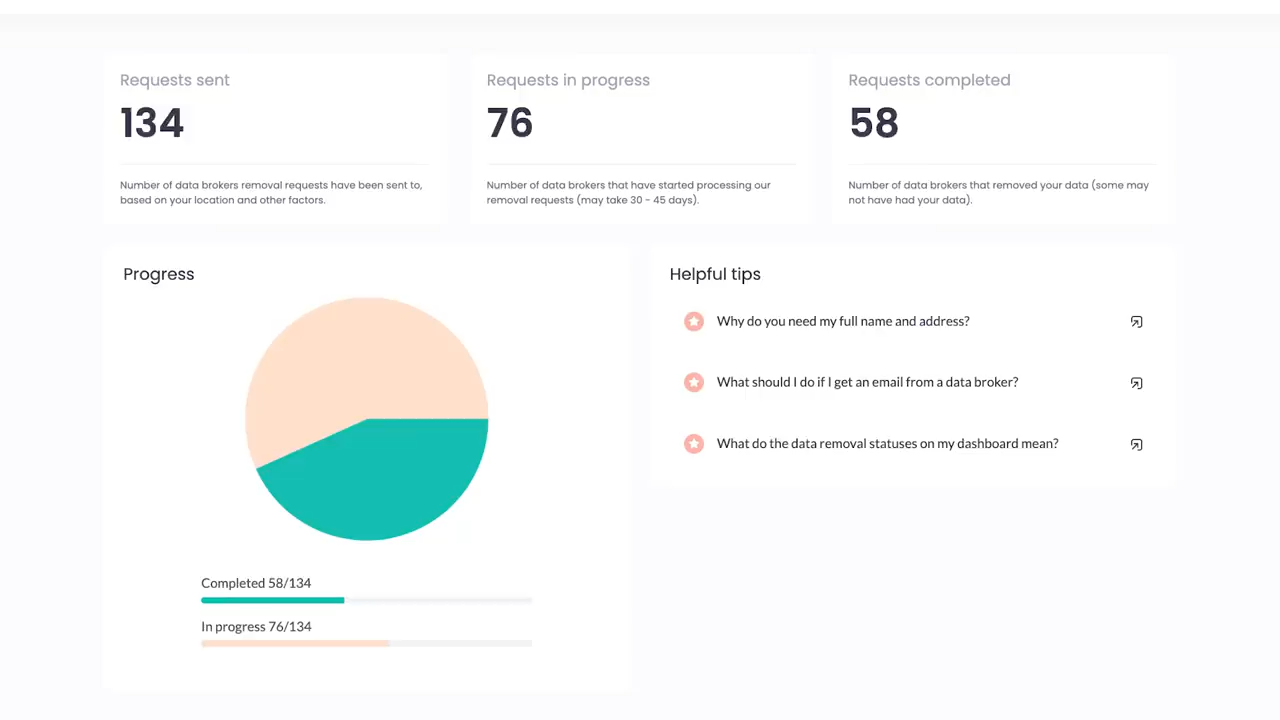 Requests sent
134
Number of data brokers removal requests have been sent to,
based on your location and other factors.
Requests in progress
76
Number of data brokers that have started processing our
removal requests (may take 30 - 45 days).
Requests completed
58
Number of data brokers that removed your data (some may
not have had your data).
Progress
Completed 58/134
In progress 76/134
Helpful tips
Why do you need my full name and address?
What should I do if I get an email from a data broker?
What do the data removal statuses on my dashboard mean?